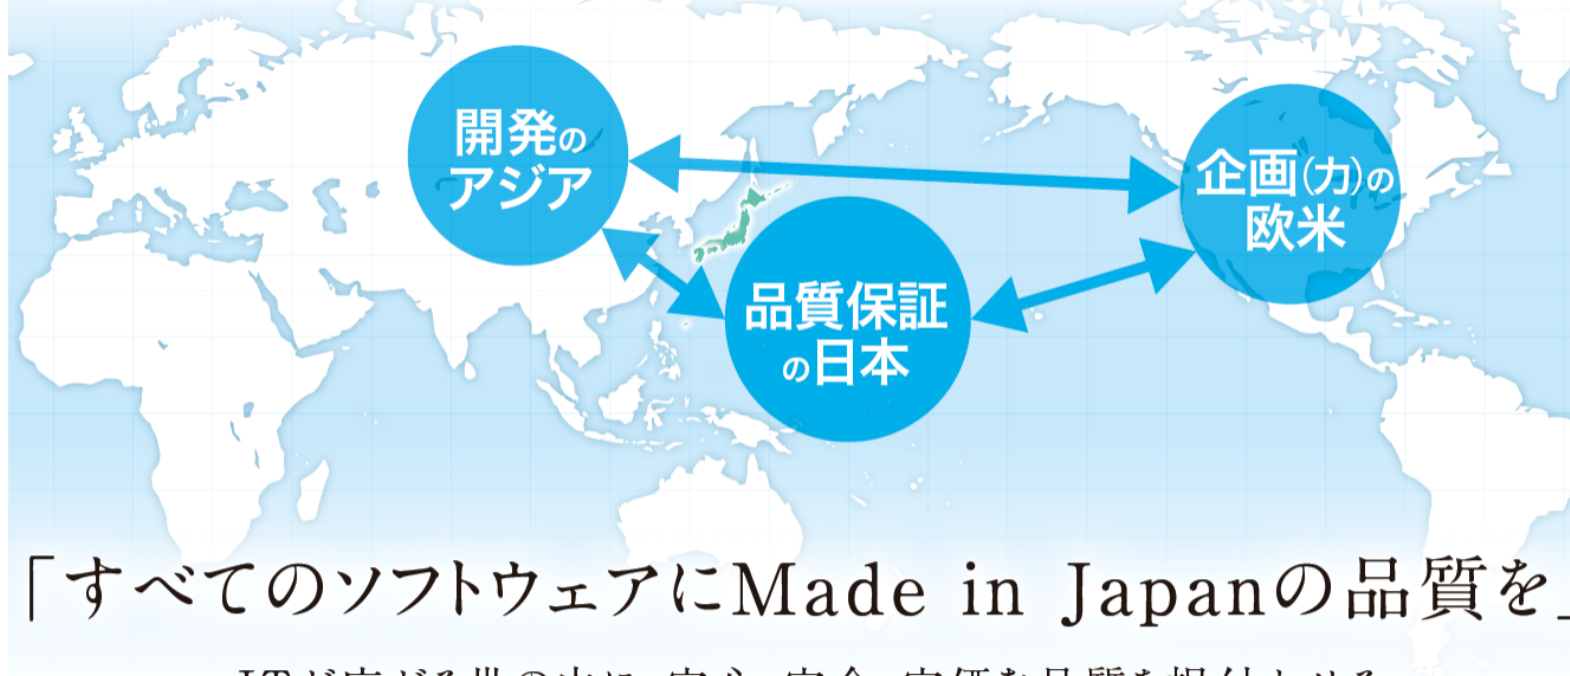 開発の
アジア
企画(力)の
欧米
品質保証
の日本
「すべてのソフトウェアにMade in Japanの品質を」